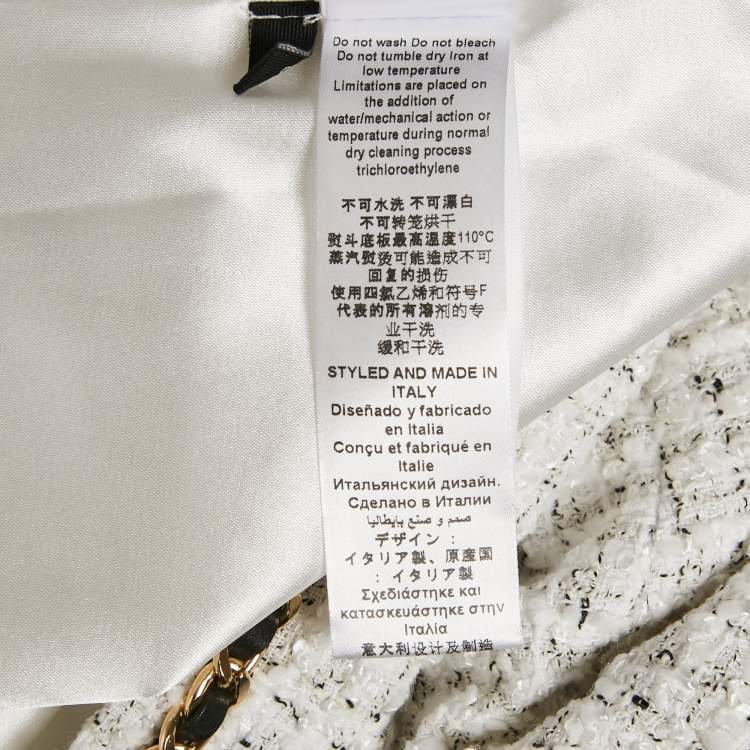 Do not wash Do not bleach
Do not tumble dry Iron at
low temperature
Limitations are placed on
the addition of
water/mechanical action or
temperature during normal
dry cleaning process
trichloroethylene
不可水洗 不可漂白
不可转笼烘干
熨斗底板最高温度110°C
蒸汽熨烫可能造成不可
回复的损伤
使用四氯乙烯和符号F
代表的所有溶剂的专
业干洗
缓和干洗
STYLED AND MADE IN
ITALY
Diseñado y fabricado
en Italia
Conçu et fabriqué en
Italie
Итальянский дизайн.
Сделано в Италии
صمم و صنع بإيطاليا
デザイン :
イタリア製、原産国
: イタリア製
Σχεδιάστηκε και
κατασκευάστηκε στην
Ιταλία
意大利设计及制造